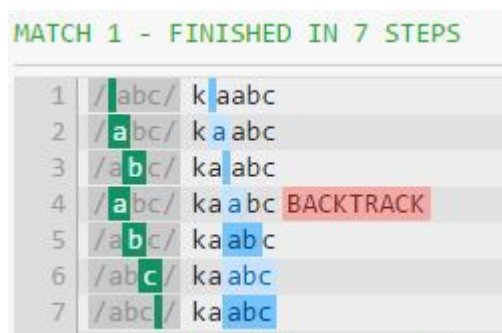 MATCH 1 - FINISHED IN 7 STEPS
1 /abc/ kaabc
2 /abc/ kaabc
3 /abc/ kaabc
4 /abc/ kaabc BACKTRACK
5 /abc/ kaabc
6 /abc/ kaabc
7 /abc/ kaabc